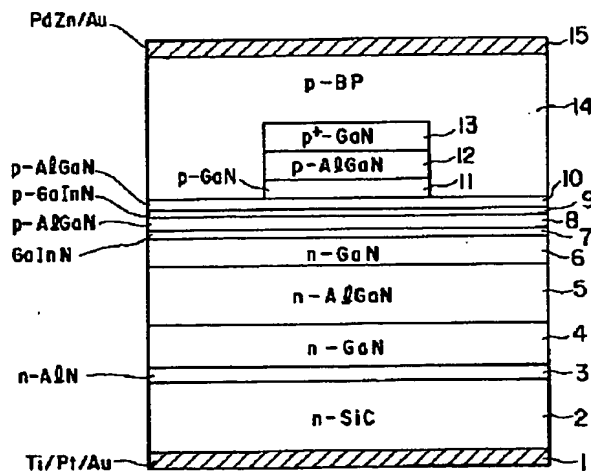 PdZn/Au
15
p-BP
14
p⁺-GaN
13
p-AlGaN
12
p-GaN
11
p-AlGaN
10
p-GaInN
9
p-AlGaN
8
GaInN
7
n-GaN
6
n-AlGaN
5
n-GaN
4
n-AlN
3
n-SiC
2
Ti/Pt/Au
1